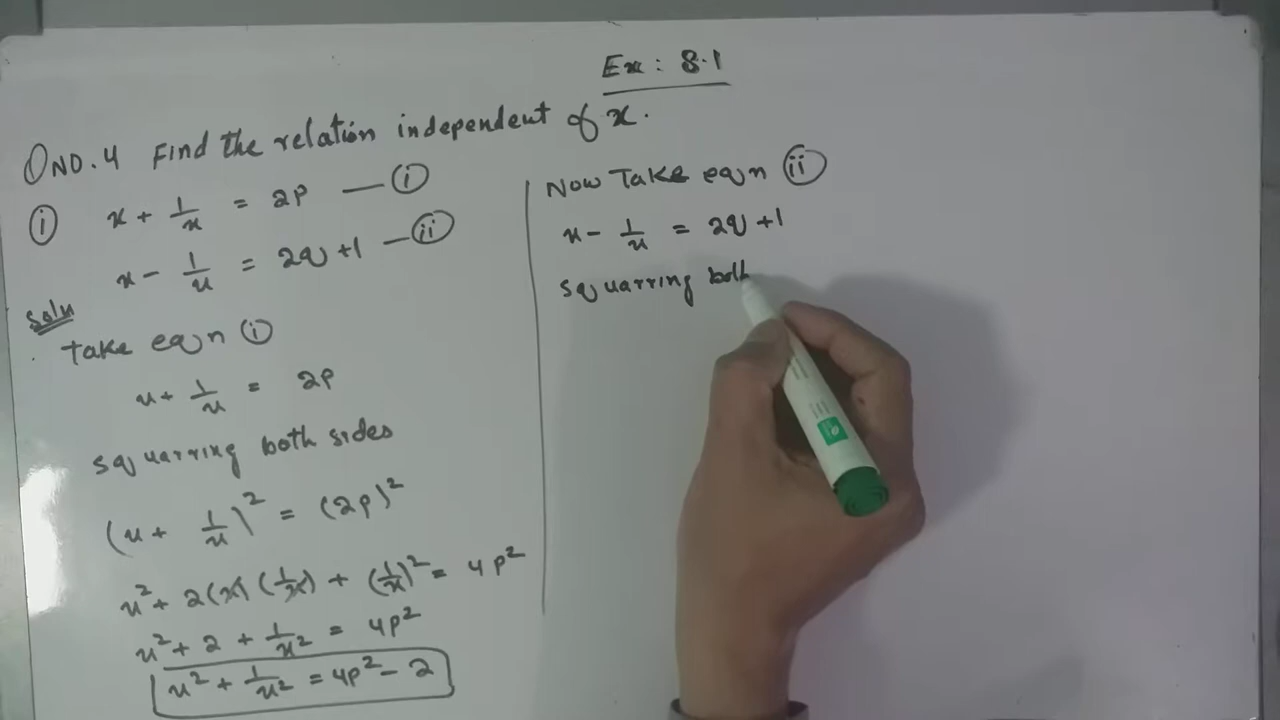 Ex: 8.1
QNO.4 Find the relation independent of x.
(i) x + 1/x = 2P — (i)
x - 1/x = 2q +1 — (ii)
Soln
Take eqn (i)
x + 1/x = 2P
squarring both sides
(x + 1/x)² = (2P)²
x² + 2(x)(1/x) + (1/x)² = 4P²
x² + 2 + 1/x² = 4P²
x² + 1/x² = 4P² - 2
Now Take eqn (ii)
x - 1/x = 2q +1
squarring both